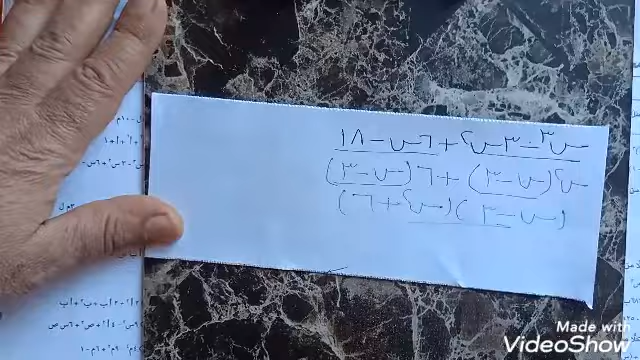 س٣ - ٣س٢ + ٦س - ١٨
س٢(س - ٣) + ٦(س - ٣)
(س - ٣)(س٢ + ٦)
Made with
VideoShow